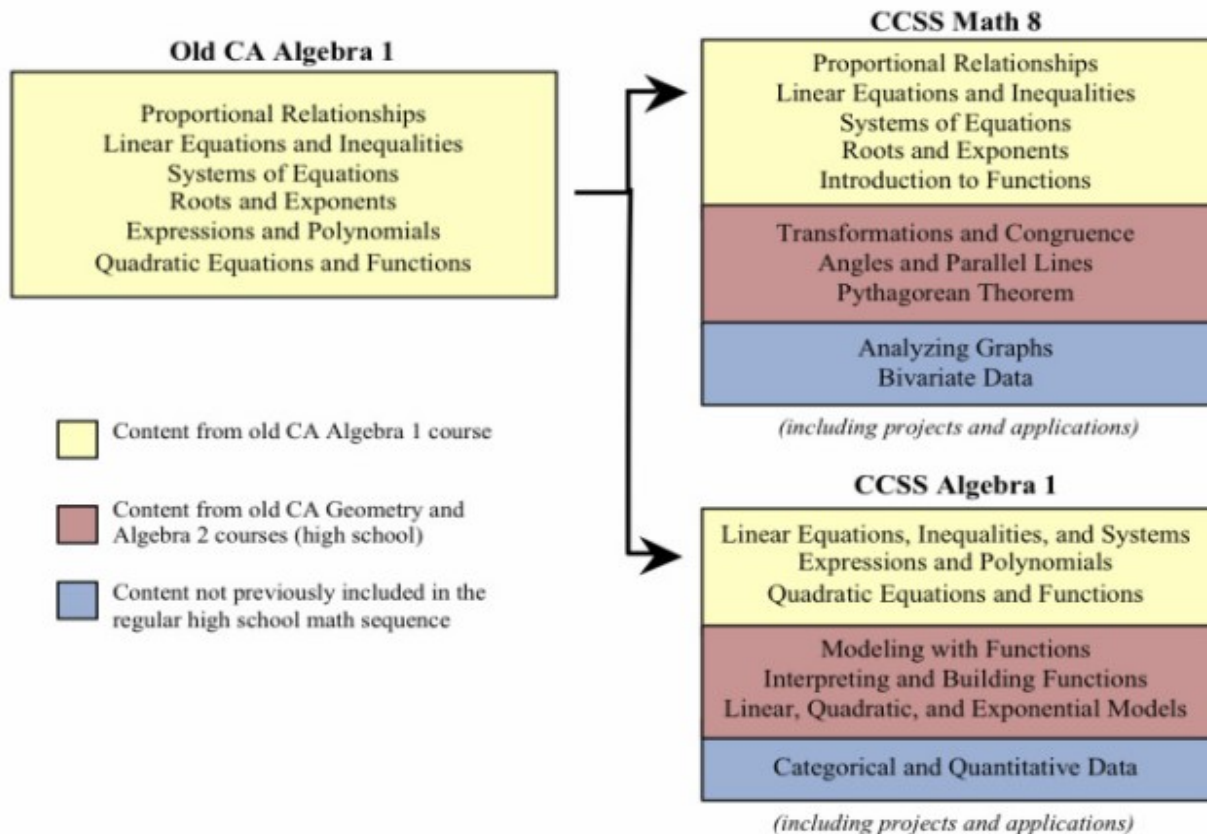 Old CA Algebra 1
Proportional Relationships
Linear Equations and Inequalities
Systems of Equations
Roots and Exponents
Expressions and Polynomials
Quadratic Equations and Functions
Content from old CA Algebra 1 course
Content from old CA Geometry and
Algebra 2 courses (high school)
Content not previously included in the
regular high school math sequence
CCSS Math 8
Proportional Relationships
Linear Equations and Inequalities
Systems of Equations
Roots and Exponents
Introduction to Functions
Transformations and Congruence
Angles and Parallel Lines
Pythagorean Theorem
Analyzing Graphs
Bivariate Data
(including projects and applications)
CCSS Algebra 1
Linear Equations, Inequalities, and Systems
Expressions and Polynomials
Quadratic Equations and Functions
Modeling with Functions
Interpreting and Building Functions
Linear, Quadratic, and Exponential Models
Categorical and Quantitative Data
(including projects and applications)